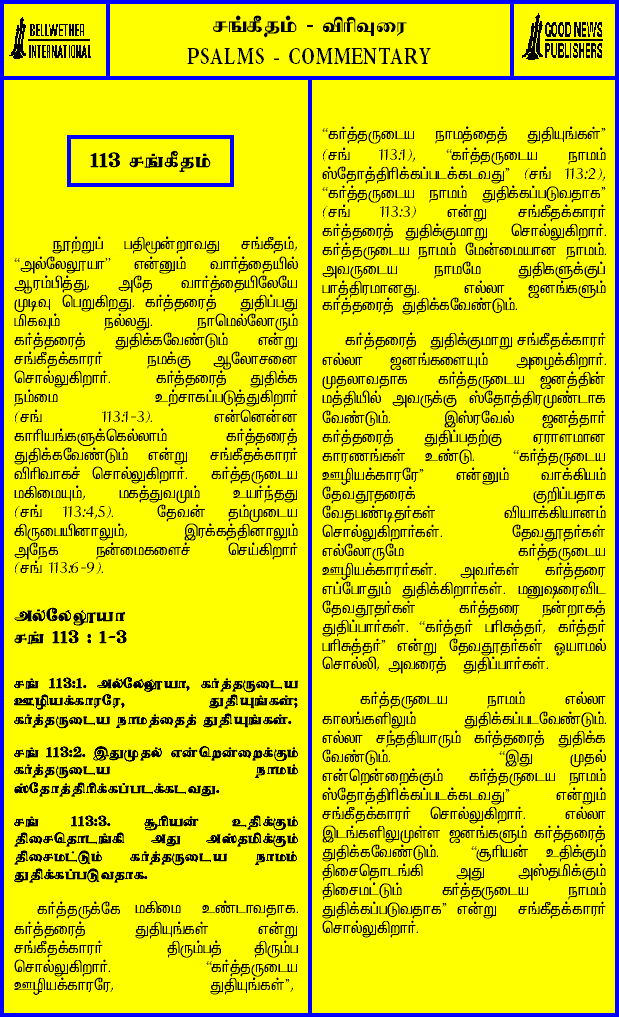 BELLWETHER
INTERNATIONAL
சங்கீதம் - விரிவுரை
PSALMS - COMMENTARY
GOOD NEWS
PUBLISHERS
113 சங்கீதம்
நூற்றுப் பதிமூன்றாவது சங்கீதம்,
“அல்லேலூயா” என்னும் வார்த்தையில்
ஆரம்பித்து, அதே வார்த்தையிலேயே
முடிவு பெறுகிறது. கர்த்தரைத் துதிப்பது
மிகவும் நல்லது. நாமெல்லோரும்
கர்த்தரைத் துதிக்கவேண்டும் என்று
சங்கீதக்காரர் நமக்கு ஆலோசனை
சொல்லுகிறார். கர்த்தரைத் துதிக்க
நம்மை உற்சாகப்படுத்துகிறார்
(சங் 113:1-3). என்னென்ன
காரியங்களுக்கெல்லாம் கர்த்தரைத்
துதிக்கவேண்டும் என்று சங்கீதக்காரர்
விரிவாகச் சொல்லுகிறார். கர்த்தருடைய
மகிமையும், மகத்துவமும் உயர்ந்தது
(சங் 113:4,5). தேவன் தம்முடைய
கிருபையினாலும், இரக்கத்தினாலும்
அநேக நன்மைகளைச் செய்கிறார்
(சங் 113:6-9).
அல்லேலூயா
சங் 113 : 1-3
சங் 113:1. அல்லேலூயா, கர்த்தருடைய
ஊழியக்காரரே, துதியுங்கள்;
கர்த்தருடைய நாமத்தைத் துதியுங்கள்.
சங் 113:2. இதுமுதல் என்றென்றைக்கும்
கர்த்தருடைய நாமம்
ஸ்தோத்திரிக்கப்படக்கடவது.
சங் 113:3. சூரியன் உதிக்கும்
திசைதொடங்கி அது அஸ்தமிக்கும்
திசைமட்டும் கர்த்தருடைய நாமம்
துதிக்கப்படுவதாக.
கர்த்தருக்கே மகிமை உண்டாவதாக.
கர்த்தரைத் துதியுங்கள் என்று
சங்கீதக்காரர் திரும்பத் திரும்ப
சொல்லுகிறார். “கர்த்தருடைய
ஊழியக்காரரே, துதியுங்கள்”,
“கர்த்தருடைய நாமத்தைத் துதியுங்கள்”
(சங் 113:1), “கர்த்தருடைய நாமம்
ஸ்தோத்திரிக்கப்படக்கடவது” (சங் 113:2),
“கர்த்தருடைய நாமம் துதிக்கப்படுவதாக”
(சங் 113:3) என்று சங்கீதக்காரர்
கர்த்தரைத் துதிக்குமாறு சொல்லுகிறார்.
கர்த்தருடைய நாமம் மேன்மையான நாமம்.
அவருடைய நாமமே துதிகளுக்குப்
பாத்திரமானது. எல்லா ஜனங்களும்
கர்த்தரைத் துதிக்கவேண்டும்.
கர்த்தரைத் துதிக்குமாறு சங்கீதக்காரர்
எல்லா ஜனங்களையும் அழைக்கிறார்.
முதலாவதாக கர்த்தருடைய ஜனத்தின்
மத்தியில் அவருக்கு ஸ்தோத்திரமுண்டாக
வேண்டும். இஸ்ரவேல் ஜனத்தார்
கர்த்தரைத் துதிப்பதற்கு ஏராளமான
காரணங்கள் உண்டு. “கர்த்தருடைய
ஊழியக்காரரே” என்னும் வாக்கியம்
தேவதூதரைக் குறிப்பதாக
வேதபண்டிதர்கள் வியாக்கியானம்
சொல்லுகிறார்கள். தேவதூதர்கள்
எல்லோருமே கர்த்தருடைய
ஊழியக்காரர்கள். அவர்கள் கர்த்தரை
எப்போதும் துதிக்கிறார்கள். மனுஷரைவிட
தேவதூதர்கள் கர்த்தரை நன்றாகத்
துதிப்பார்கள். “கர்த்தர் பரிசுத்தர், கர்த்தர்
பரிசுத்தர்” என்று தேவதூதர்கள் ஓயாமல்
சொல்லி, அவரைத் துதிப்பார்கள்.
கர்த்தருடைய நாமம் எல்லா
காலங்களிலும் துதிக்கப்படவேண்டும்.
எல்லா சந்ததியாரும் கர்த்தரைத் துதிக்க
வேண்டும். “இது முதல்
என்றென்றைக்கும் கர்த்தருடைய நாமம்
ஸ்தோத்திரிக்கப்படக்கடவது” என்றும்
சங்கீதக்காரர் சொல்லுகிறார். எல்லா
இடங்களிலுமுள்ள ஜனங்களும் கர்த்தரைத்
துதிக்கவேண்டும். “சூரியன் உதிக்கும்
திசைதொடங்கி அது அஸ்தமிக்கும்
திசைமட்டும் கர்த்தருடைய நாமம்
துதிக்கப்படுவதாக” என்று சங்கீதக்காரர்
சொல்லுகிறார்.